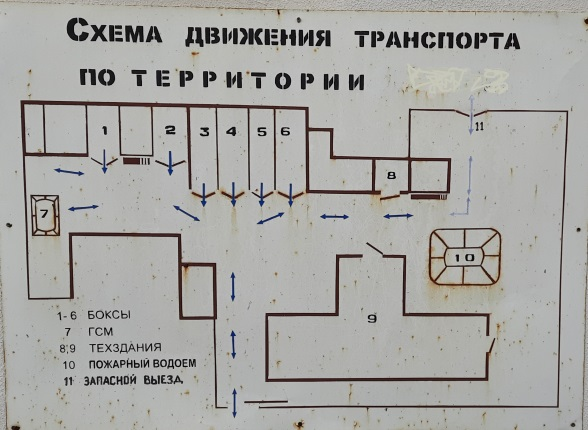 СХЕМА ДВИЖЕНИЯ ТРАНСПОРТА
ПО ТЕРРИТОРИИ
1 2 3 4 5 6
11
8
7
10
9
1-6 БОКСЫ
7 ГСМ
8;9 ТЕХЗДАНИЯ
10 ПОЖАРНЫЙ ВОДОЕМ
11 ЗАПАСНОЙ ВЫЕЗД.